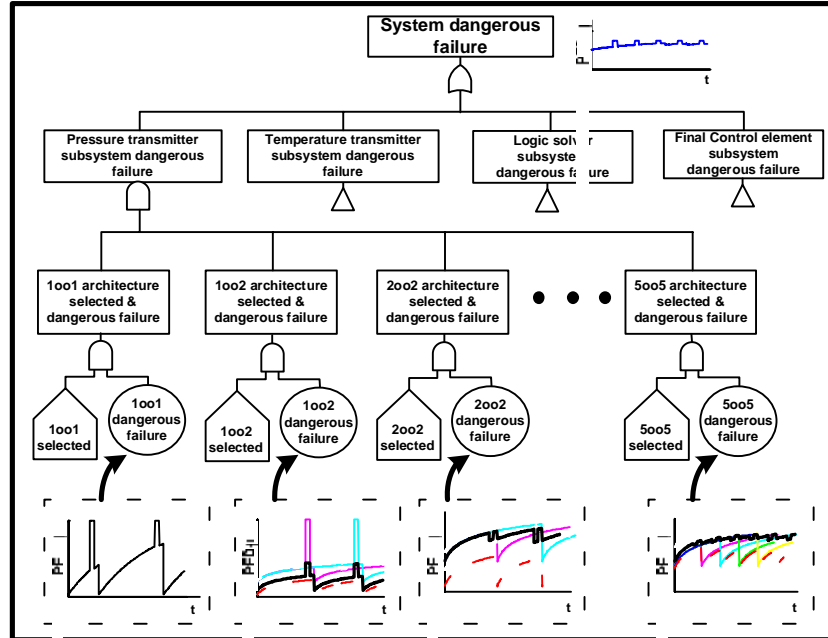 System dangerous
failure
t
Pressure transmitter
subsystem dangerous
failure
Temperature transmitter
subsystem dangerous
failure
Logic solver
subsystem
dangerous failure
Final Control element
subsystem
dangerous failure
1oo1 architecture
selected &
dangerous failure
1oo2 architecture
selected &
dangerous failure
2oo2 architecture
selected &
dangerous failure
5oo5 architecture
selected &
dangerous failure
1oo1
selected
1oo1
dangerous
failure
1oo2
selected
1oo2
dangerous
failure
2oo2
selected
2oo2
dangerous
failure
5oo5
selected
5oo5
dangerous
failure
PF
t
t
PF
t
PF
t